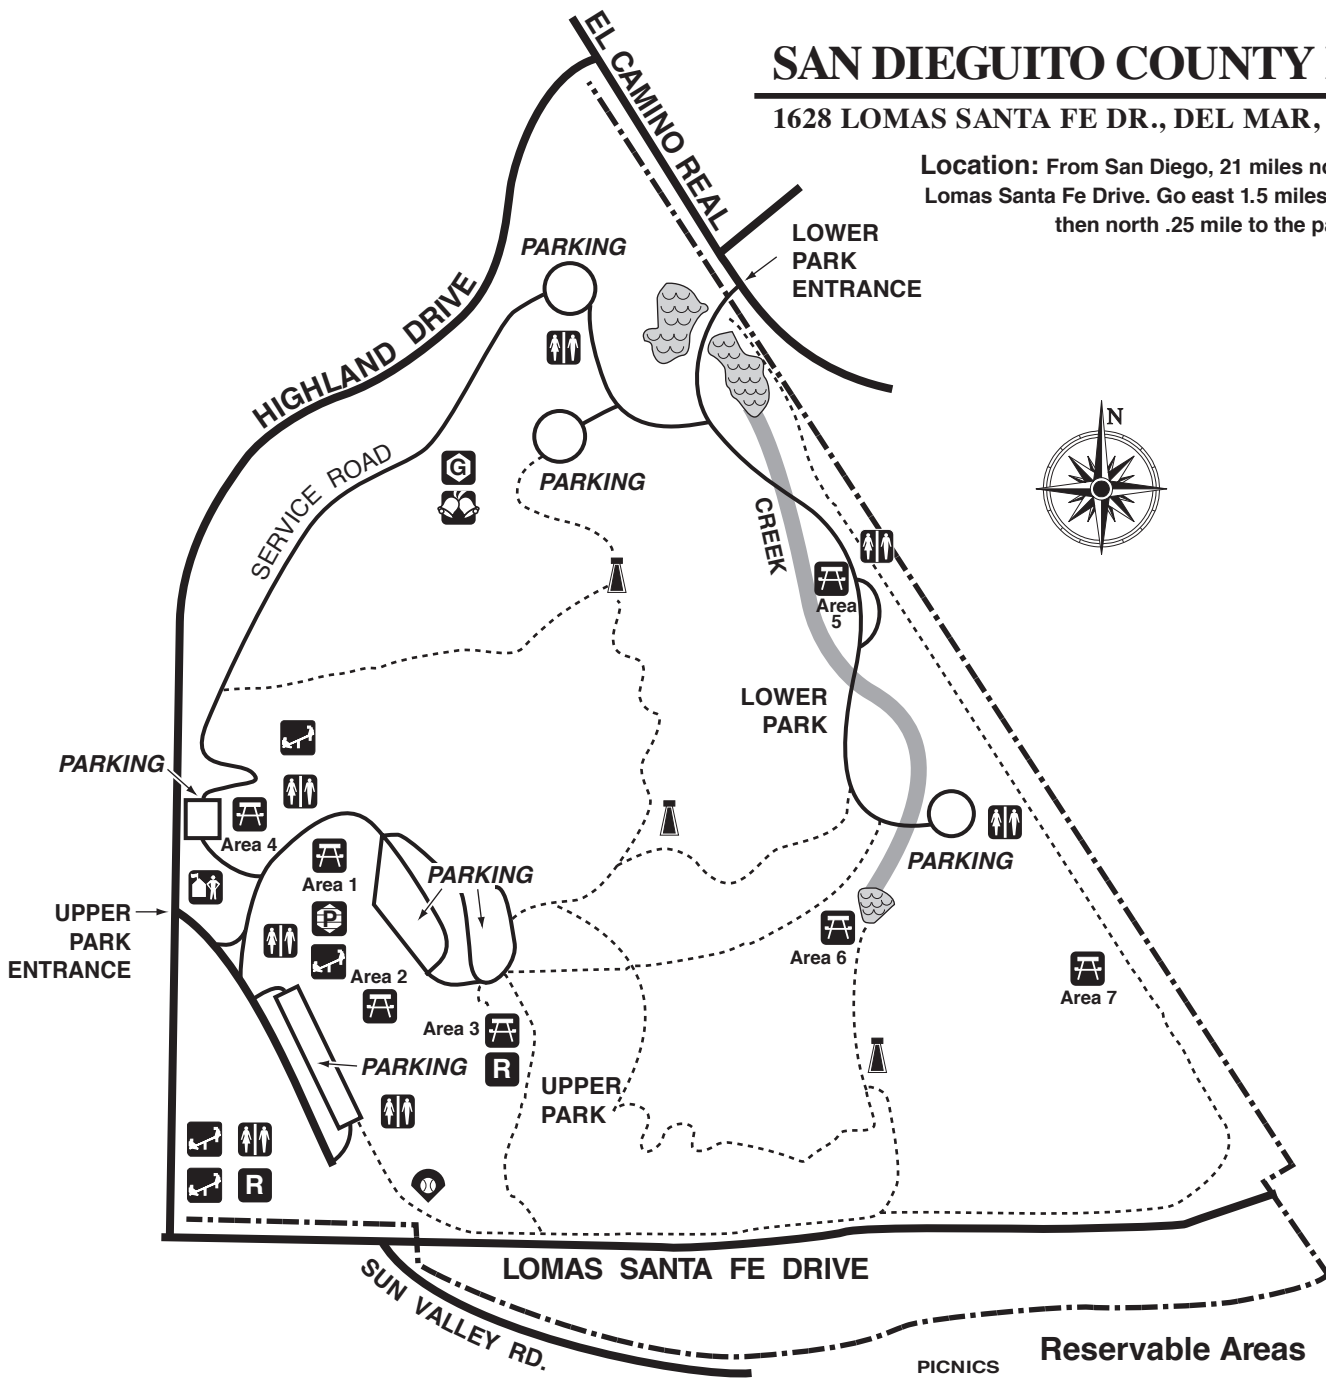 SAN DIEGUITO COUNTY
1628 LOMAS SANTA FE DR., DEL MAR,
Location: From San Diego, 21 miles
Lomas Santa Fe Drive. Go east 1.5 miles
then north .25 mile to the
EL CAMINO REAL
LOWER
PARK
ENTRANCE
PARKING
HIGHLAND DRIVE
N
SERVICE ROAD
G
PARKING
CREEK
Area
5
LOWER
PARK
PARKING
Area 4
Area 1
PARKING
PARKING
P
UPPER
PARK
ENTRANCE
Area 2
Area 6
Area 7
Area 3
R
PARKING
UPPER
PARK
R
LOMAS SANTA FE DRIVE
SUN VALLEY RD.
Reservable Areas
PICNICS